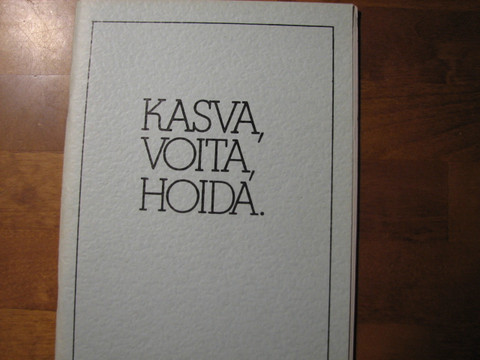 KASVA,
VOITA,
HOIDA.